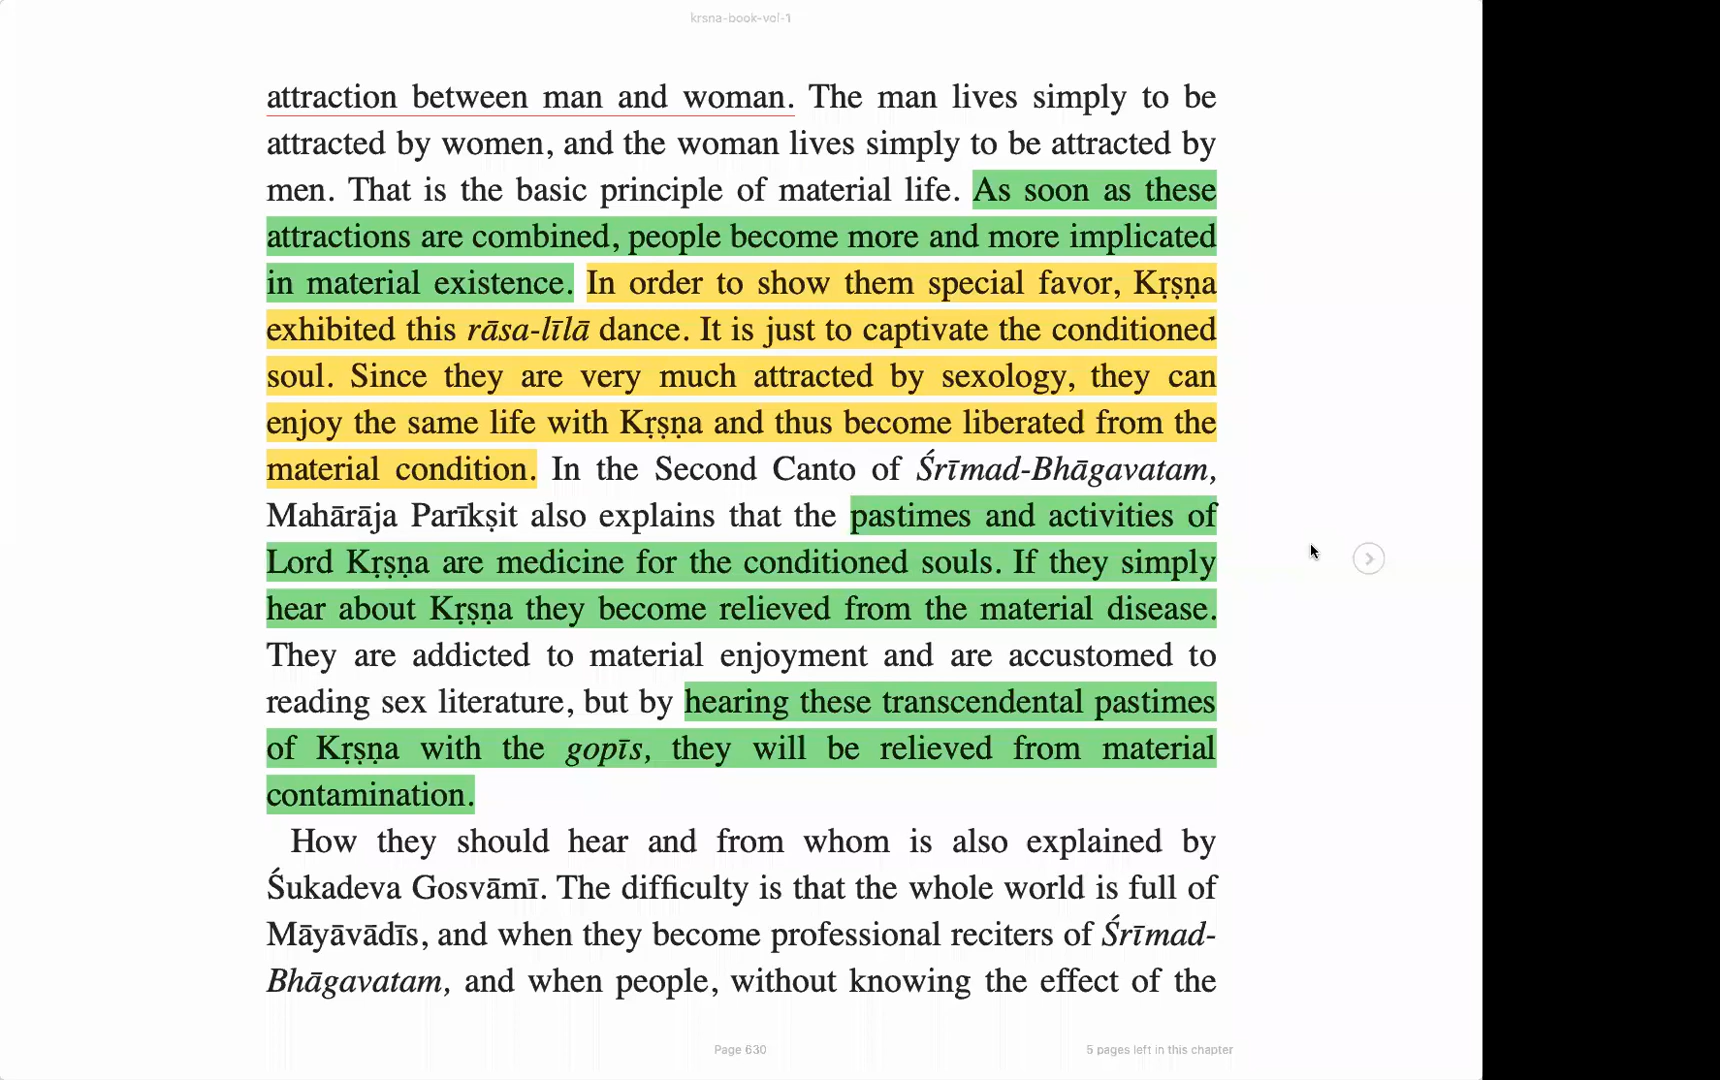 krsna-book-vol-1
attraction between man and woman. The man lives simply to be
attracted by women, and the woman lives simply to be attracted by
men. That is the basic principle of material life. As soon as these
attractions are combined, people become more and more implicated
in material existence. In order to show them special favor, Kṛṣṇa
exhibited this rāsa-līlā dance. It is just to captivate the conditioned
soul. Since they are very much attracted by sexology, they can
enjoy the same life with Kṛṣṇa and thus become liberated from the
material condition. In the Second Canto of Śrīmad-Bhāgavatam,
Mahārāja Parīkṣit also explains that the pastimes and activities of
Lord Kṛṣṇa are medicine for the conditioned souls. If they simply
hear about Kṛṣṇa they become relieved from the material disease.
They are addicted to material enjoyment and are accustomed to
reading sex literature, but by hearing these transcendental pastimes
of Kṛṣṇa with the gopīs, they will be relieved from material
contamination.
How they should hear and from whom is also explained by
Śukadeva Gosvāmī. The difficulty is that the whole world is full of
Māyāvādīs, and when they become professional reciters of Śrīmad-
Bhāgavatam, and when people, without knowing the effect of the
Page 630
5 pages left in this chapter